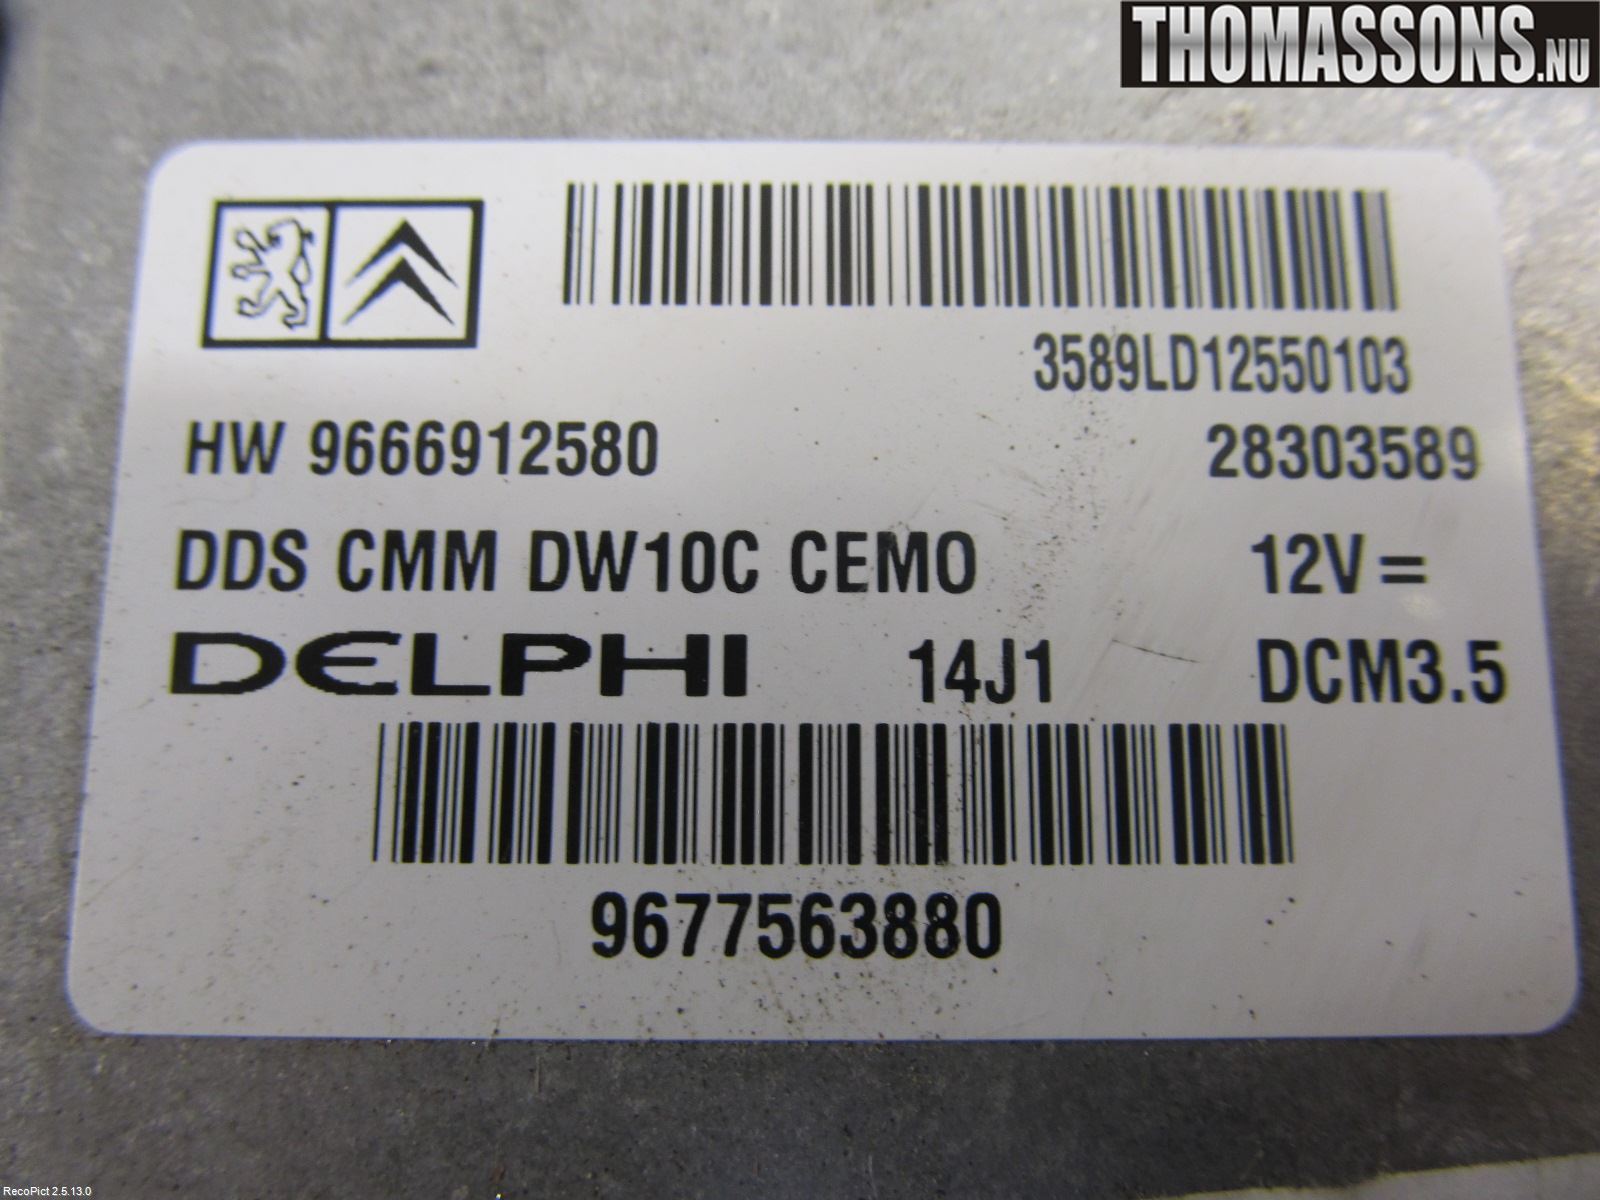 THOMASSONS.NU
3589LD12550103
HW 9666912580 28303589
DDS CMM DW10C CEMO 12V =
DELPHI 14J1 DCM3.5
9677563880
RecoPict 2.5.13.0